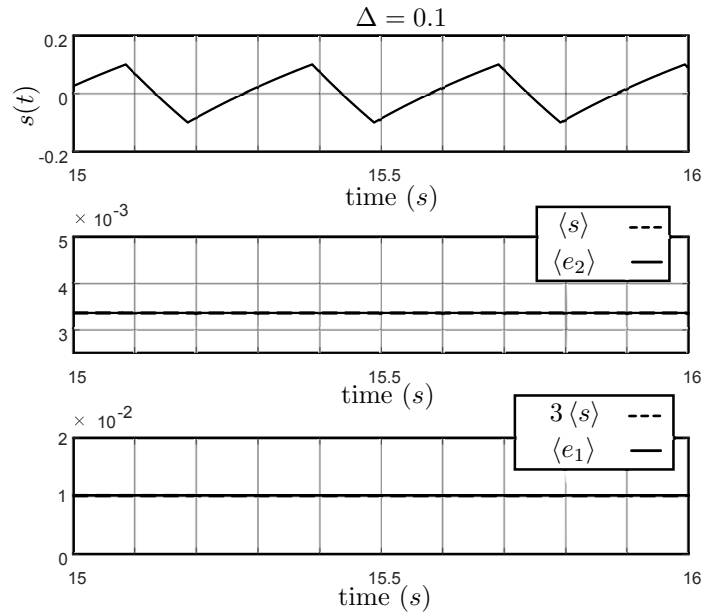 Δ = 0.1
0.2
s(t)
0
-0.2
15
15.5
16
time (s)
× 10⁻³
5
⟨s⟩
⟨e₂⟩
4
3
15
15.5
16
time (s)
× 10⁻²
2
3 ⟨s⟩
⟨e₁⟩
1
0
15
15.5
16
time (s)